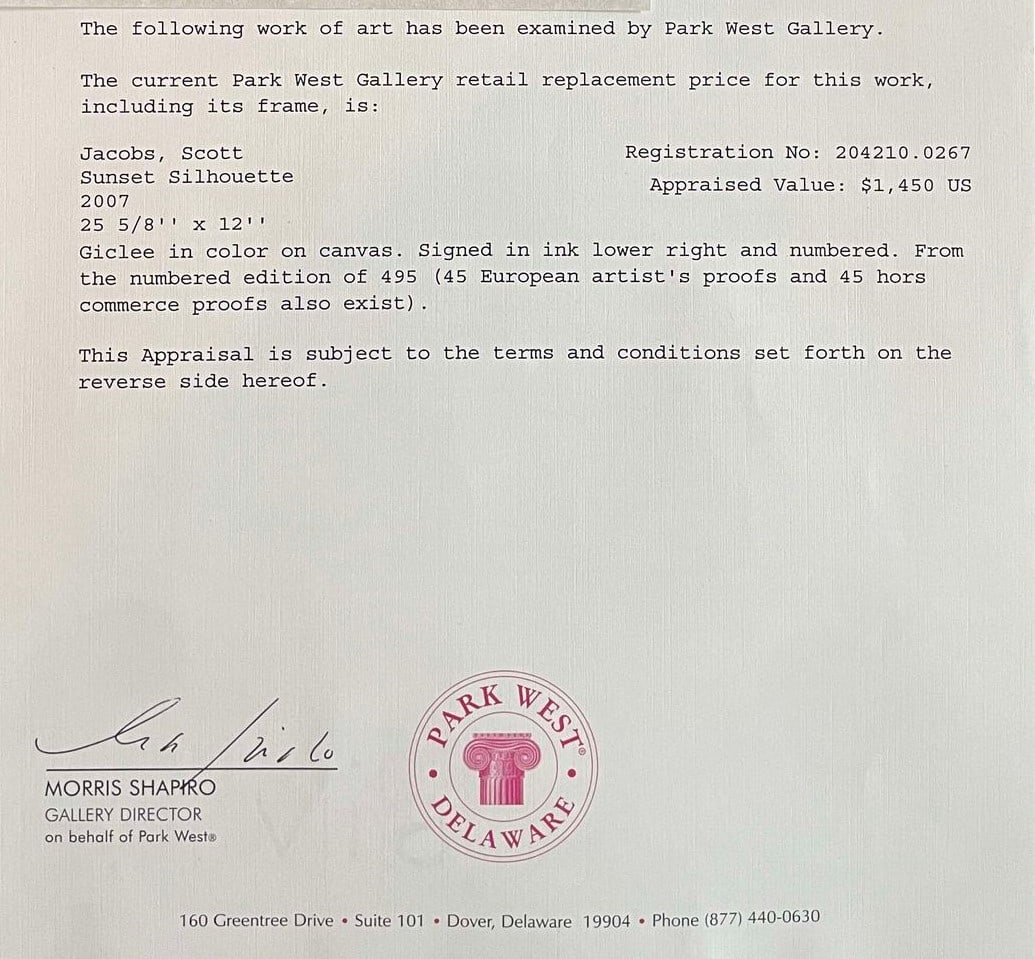 The following work of art has been examined by Park West Gallery.
The current Park West Gallery retail replacement price for this work,
including its frame, is:
Jacobs, Scott
Registration No: 204210.0267
Sunset Silhouette
Appraised Value: $1,450 US
2007
25 5/8'' x 12''
Giclee in color on canvas. Signed in ink lower right and numbered. From
the numbered edition of 495 (45 European artist's proofs and 45 hors
commerce proofs also exist).
This Appraisal is subject to the terms and conditions set forth on the
reverse side hereof.
MORRIS SHAPIRO
GALLERY DIRECTOR
on behalf of Park West®
PARK WEST®
• DELAWARE •
160 Greentree Drive • Suite 101 • Dover, Delaware 19904 • Phone (877) 440-0630